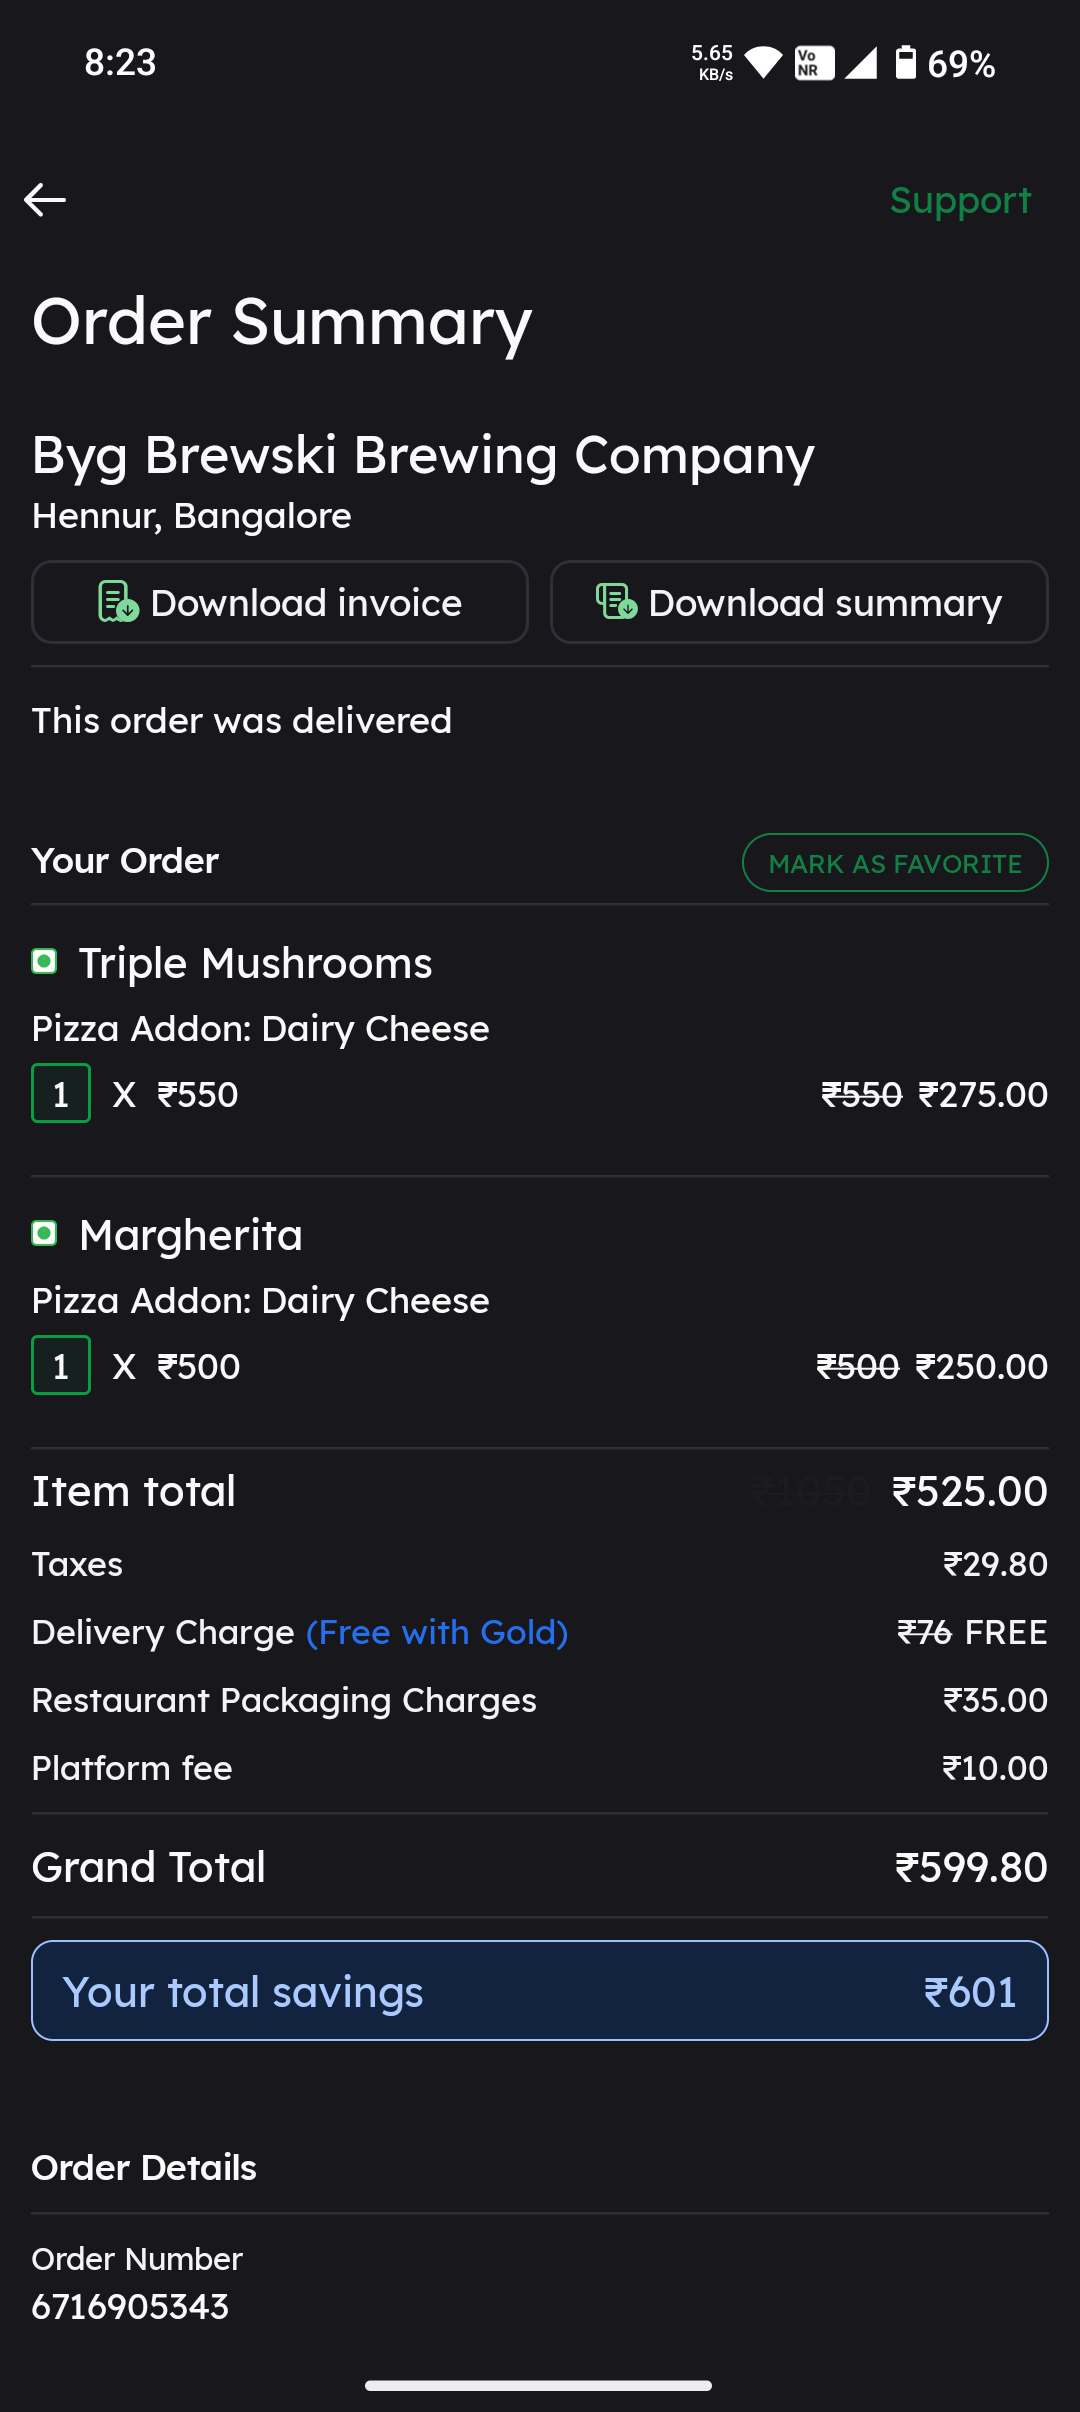 8:23
5.65 KB/s Vo NR 69%
Support
Order Summary
Byg Brewski Brewing Company
Hennur, Bangalore
Download invoice Download summary
This order was delivered
Your Order MARK AS FAVORITE
Triple Mushrooms
Pizza Addon: Dairy Cheese
1 X ₹550 ₹550 ₹275.00
Margherita
Pizza Addon: Dairy Cheese
1 X ₹500 ₹500 ₹250.00
Item total ₹1050 ₹525.00
Taxes ₹29.80
Delivery Charge (Free with Gold) ₹76 FREE
Restaurant Packaging Charges ₹35.00
Platform fee ₹10.00
Grand Total ₹599.80
Your total savings ₹601
Order Details
Order Number
6716905343